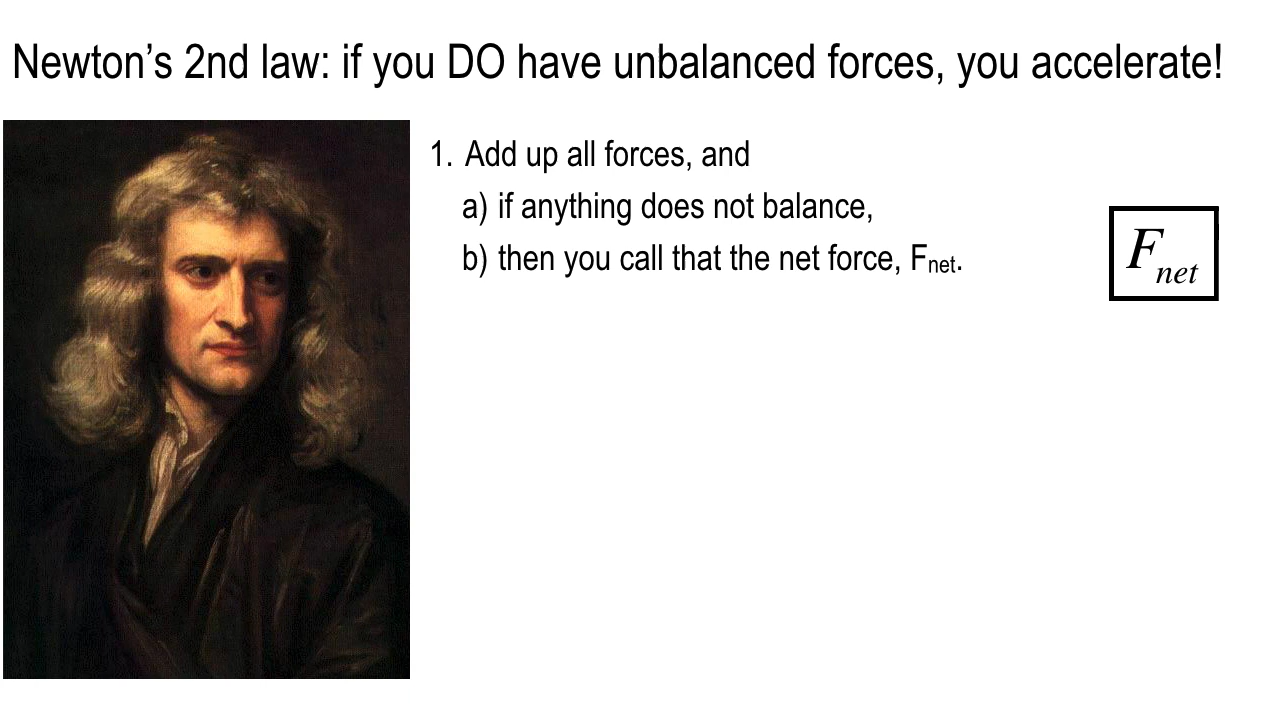 Newton’s 2nd law: if you DO have unbalanced forces, you accelerate!
1. Add up all forces, and
a) if anything does not balance,
b) then you call that the net force, Fnet.
Fnet